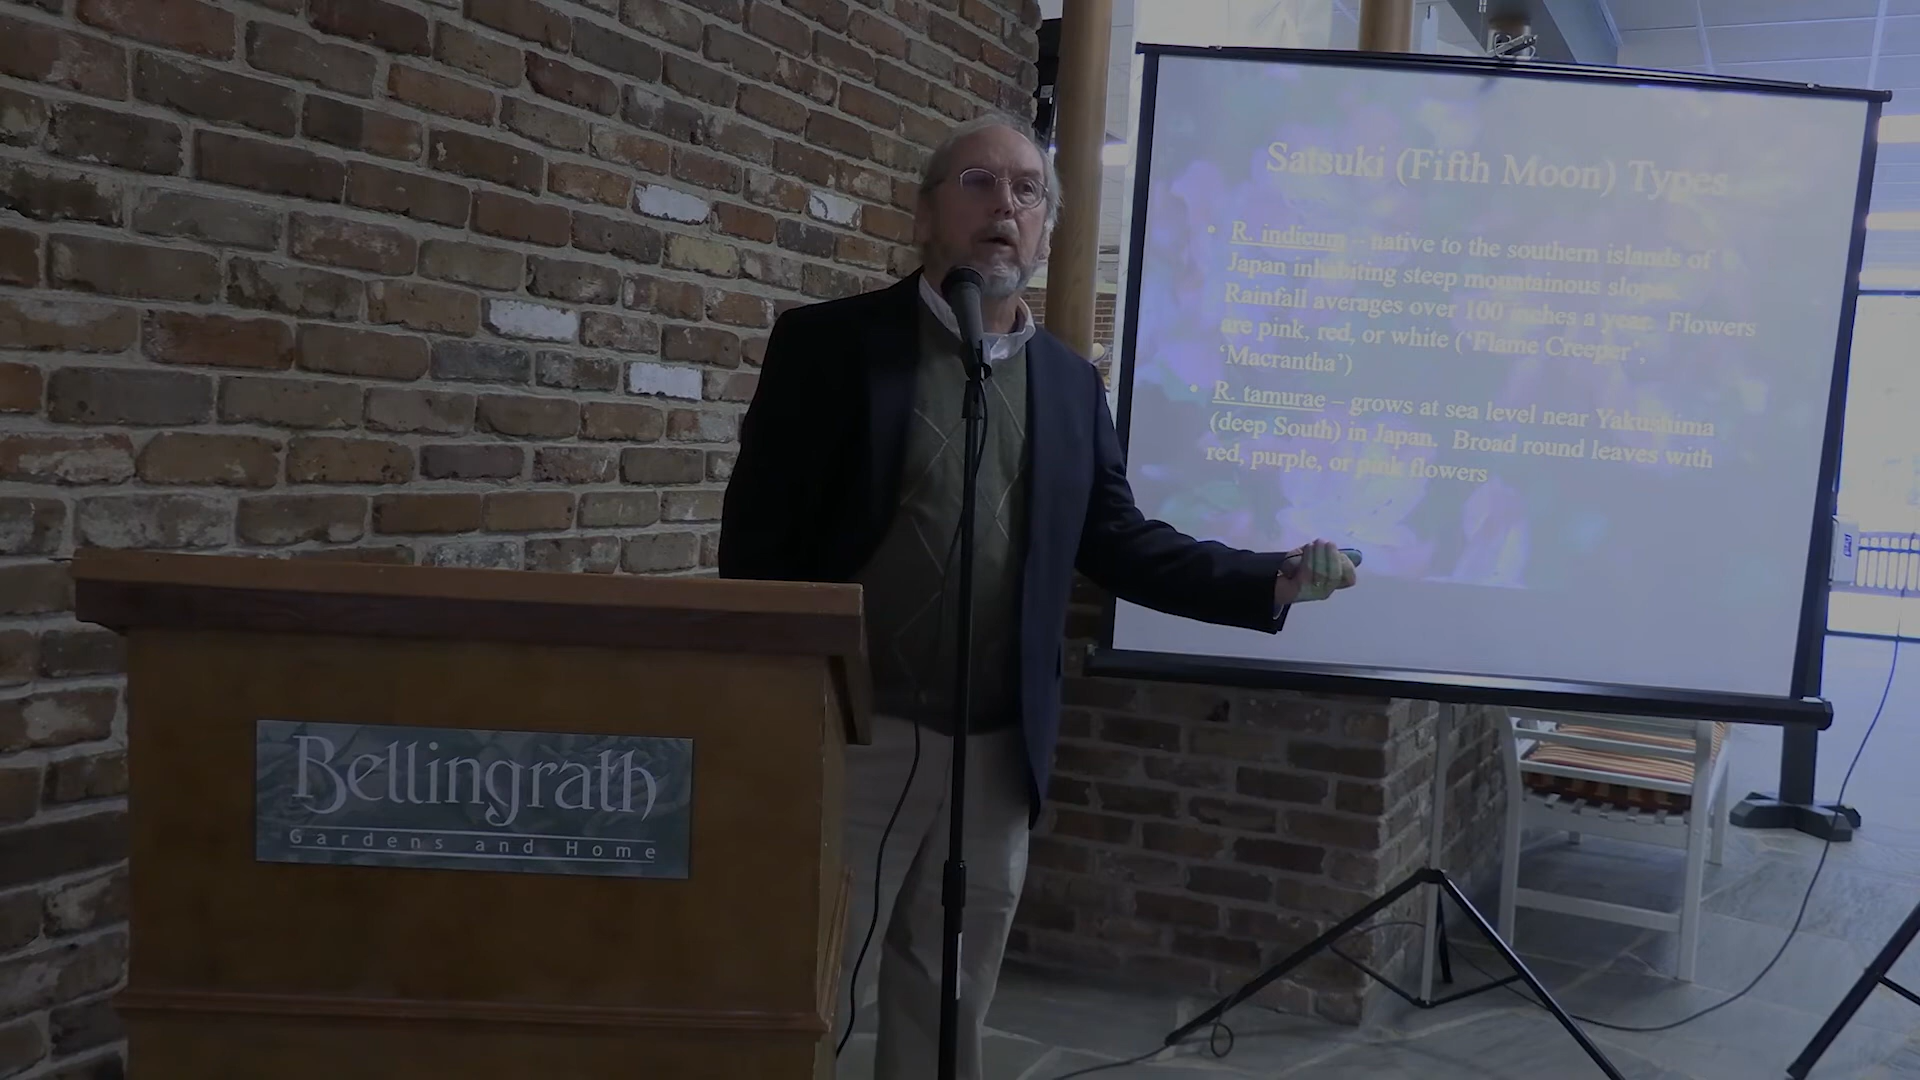 Satsuki (Fifth Moon) Types
• R. indicum – native to the southern islands of
Japan inhabiting steep mountainous slopes.
Rainfall averages over 100 inches a year. Flowers
are pink, red, or white (‘Flame Creeper’,
‘Macrantha’)
• R. tamurae – grows at sea level near Yakushima
(deep South) in Japan. Broad round leaves with
red, purple, or pink flowers
Bellingrath
Gardens and Home